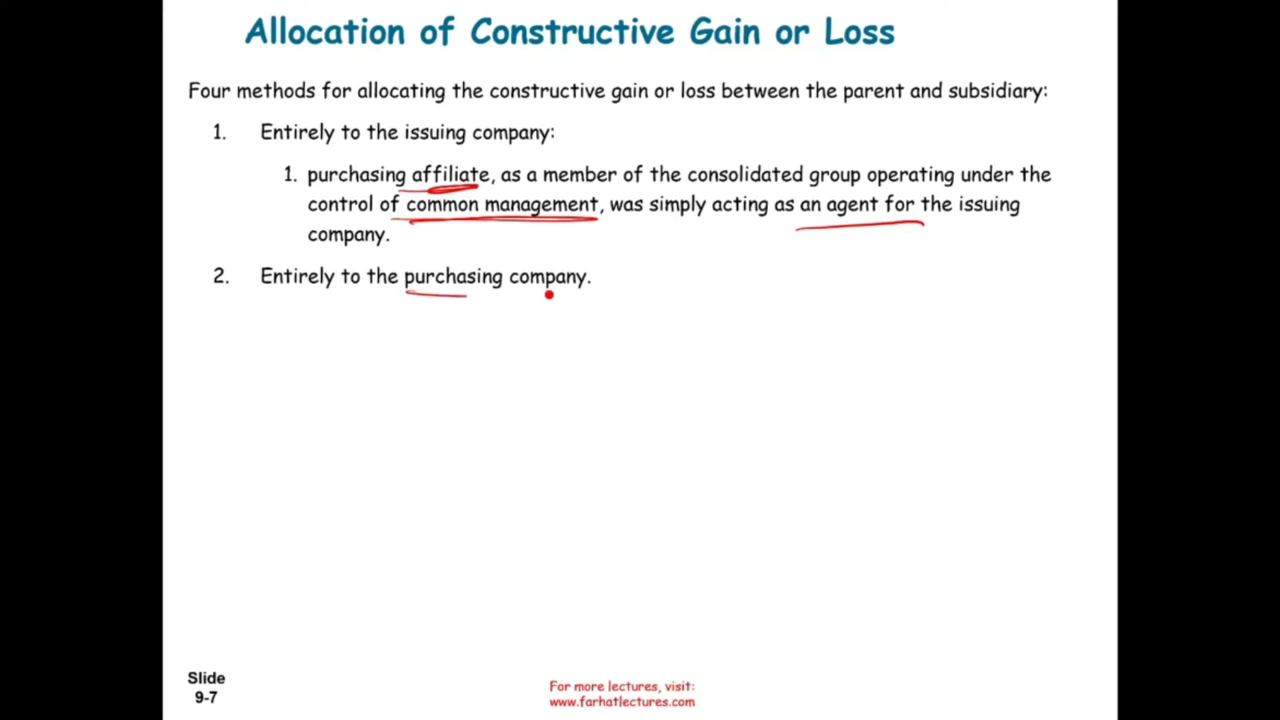 Allocation of Constructive Gain or Loss
Four methods for allocating the constructive gain or loss between the parent and subsidiary:
1. Entirely to the issuing company:
1. purchasing affiliate, as a member of the consolidated group operating under the
control of common management, was simply acting as an agent for the issuing
company.
2. Entirely to the purchasing company.
Slide
9-7
For more lectures, visit:
www.farhatlectures.com